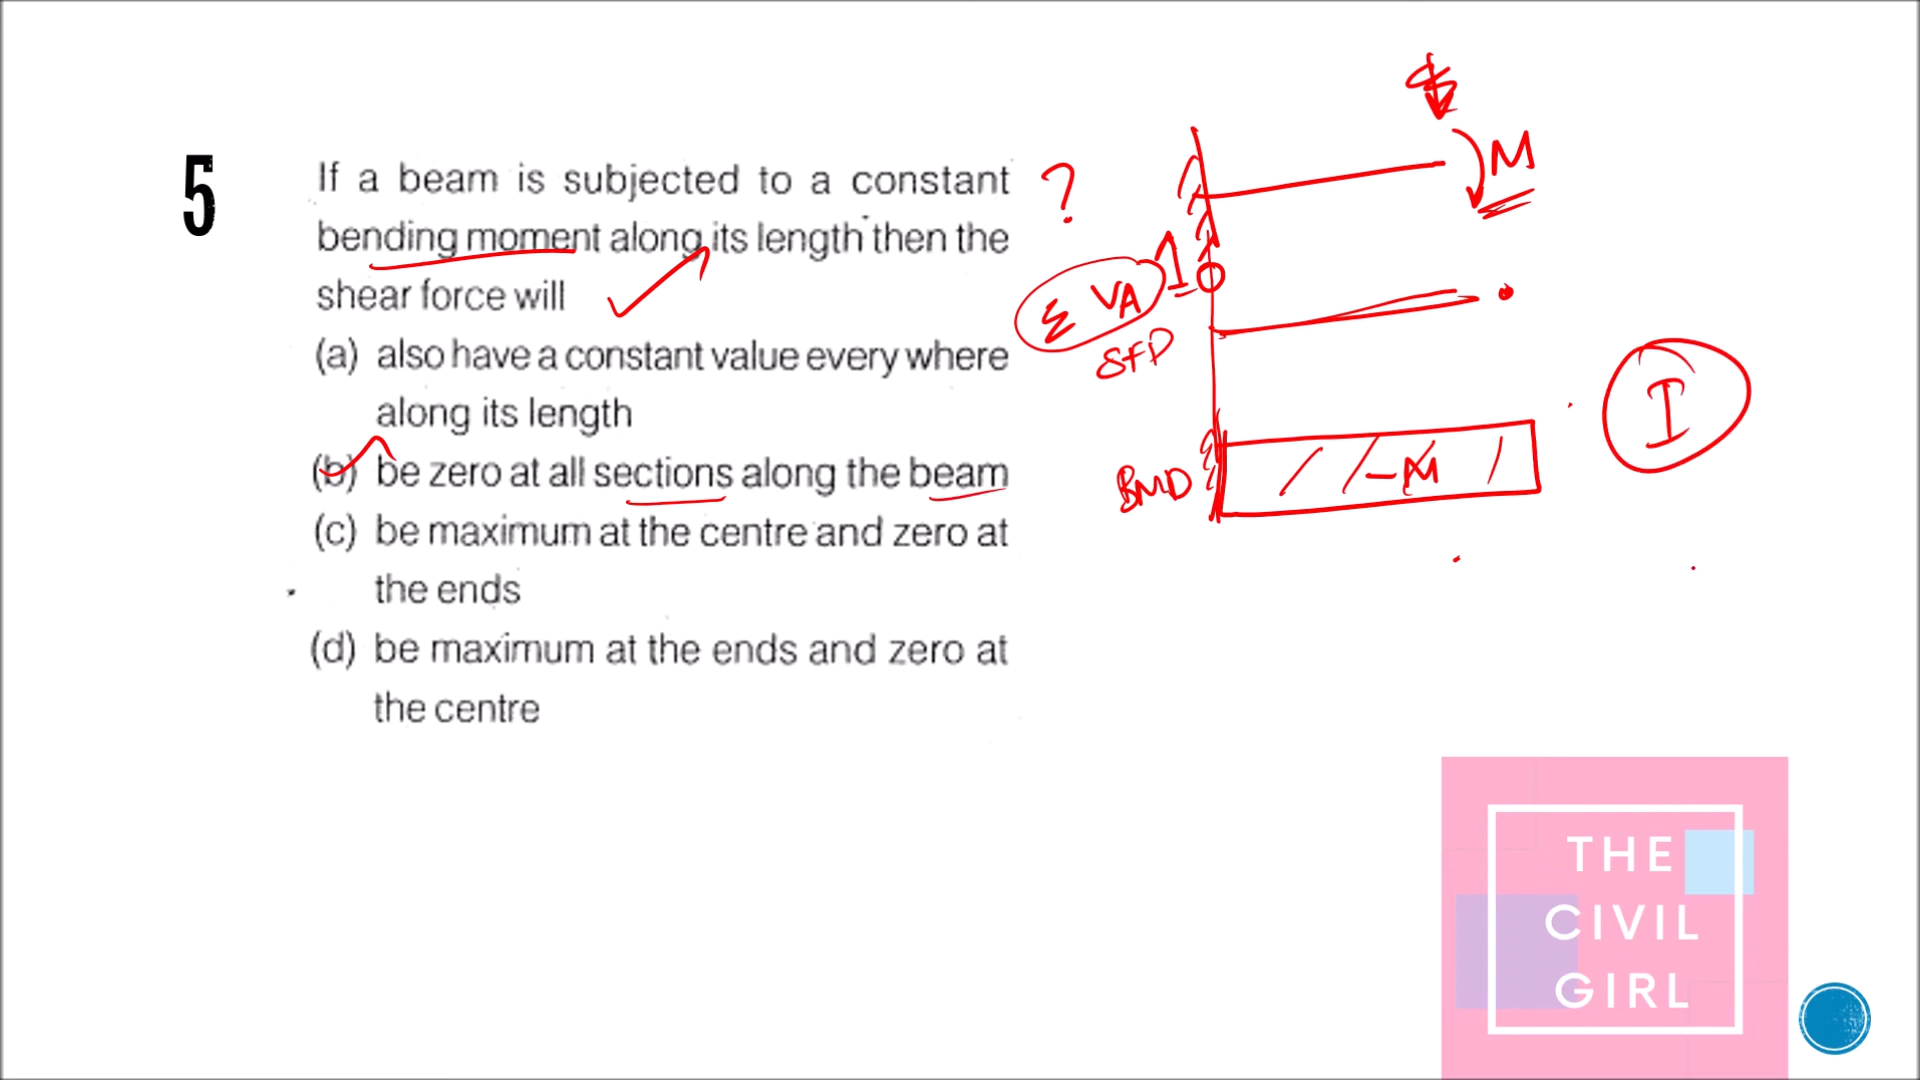 5
If a beam is subjected to a constant
bending moment along its length then the
shear force will
(a) also have a constant value every where
along its length
(b) be zero at all sections along the beam
(c) be maximum at the centre and zero at
the ends
(d) be maximum at the ends and zero at
the centre
?
M
Σ VA
SFD
BMD
-M
I
THE
CIVIL
GIRL